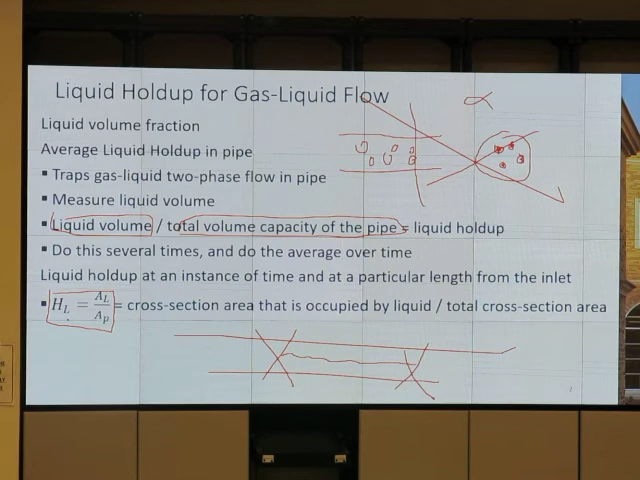 Liquid Holdup for Gas-Liquid Flow
α
Liquid volume fraction
Average Liquid Holdup in pipe
▪ Traps gas-liquid two-phase flow in pipe
▪ Measure liquid volume
▪ Liquid volume / total volume capacity of the pipe = liquid holdup
▪ Do this several times, and do the average over time
Liquid holdup at an instance of time and at a particular length from the inlet
▪ H_L = A_L / A_p = cross-section area that is occupied by liquid / total cross-section area